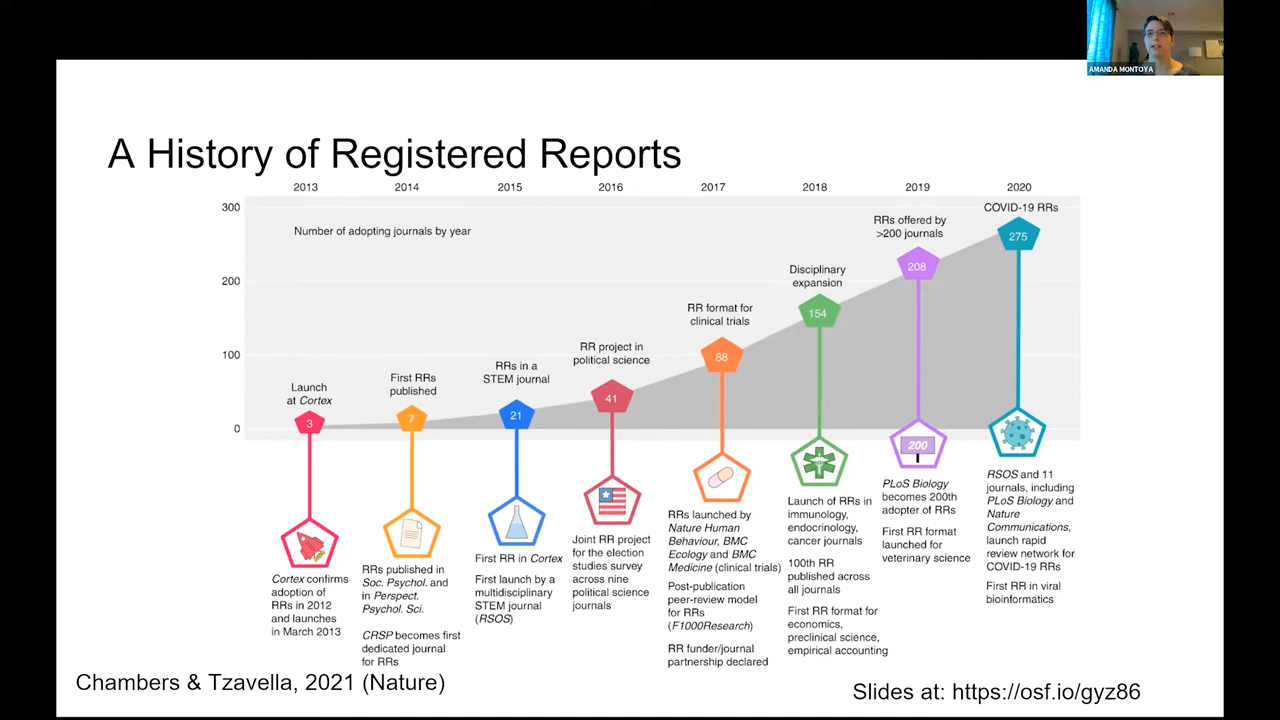 AMANDA MONTOYA
A History of Registered Reports
2013 2014 2015 2016 2017 2018 2019 2020
300
200
100
0
Number of adopting journals by year
Launch
at Cortex
3
First RRs
published
7
RRs in a
STEM journal
21
RR project in
political science
41
RR format for
clinical trials
88
Disciplinary
expansion
154
RRs offered by
>200 journals
208
COVID-19 RRs
275
200
Cortex confirms
adoption of
RRs in 2012
and launches
in March 2013
RRs published in
Soc. Psychol. and
in Perspect.
Psychol. Sci.
CRSP becomes first
dedicated journal
for RRs
First RR in Cortex
First launch by a
multidisciplinary
STEM journal
(RSOS)
Joint RR project
for the election
studies survey
across nine
political science
journals
RRs launched by
Nature Human
Behaviour, BMC
Ecology and BMC
Medicine (clinical trials)
Post-publication
peer-review model
for RRs
(F1000Research)
RR funder/journal
partnership declared
Launch of RRs in
immunology,
endocrinology,
cancer journals
100th RR
published across
all journals
First RR format for
economics,
preclinical science,
empirical accounting
PLoS Biology
becomes 200th
adopter of RRs
First RR format
launched for
veterinary science
RSOS and 11
journals, including
PLoS Biology and
Nature
Communications,
launch rapid
review network for
COVID-19 RRs
First RR in viral
bioinformatics
Chambers & Tzavella, 2021 (Nature)
Slides at: https://osf.io/gyz86